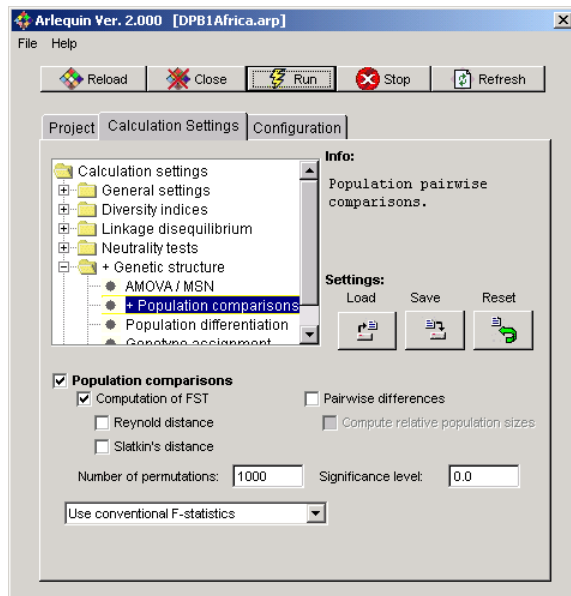 Arlequin Ver. 2.000 [DPB1Africa.arp]
File Help
Reload Close Run Stop Refresh
Project Calculation Settings Configuration
Calculation settings
General settings
Diversity indices
Linkage disequilibrium
Neutrality tests
+ Genetic structure
AMOVA / MSN
+ Population comparisons
Population differentiation
Genotype assignment
Info:
Population pairwise
comparisons.
Settings:
Load Save Reset
Population comparisons
Computation of FST Pairwise differences
Reynold distance Compute relative population sizes
Slatkin's distance
Number of permutations: 1000 Significance level: 0.0
Use conventional F-statistics